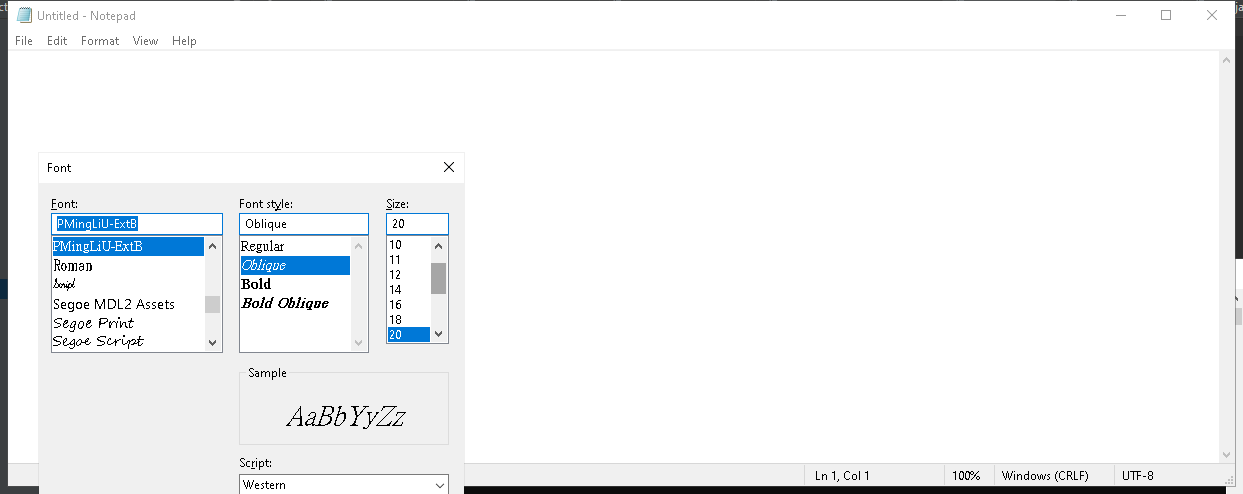 Untitled - Notepad
File Edit Format View Help
Font
Font: Font style: Size:
PMingLiU-ExtB Oblique 20
PMingLiU-ExtB
Roman
Script
Segoe MDL2 Assets
Segoe Print
Segoe Script
Regular
Oblique
Bold
Bold Oblique
10
11
12
14
16
18
20
Sample
AaBbYyZz
Script:
Western
Ln 1, Col 1 100% Windows (CRLF) UTF-8